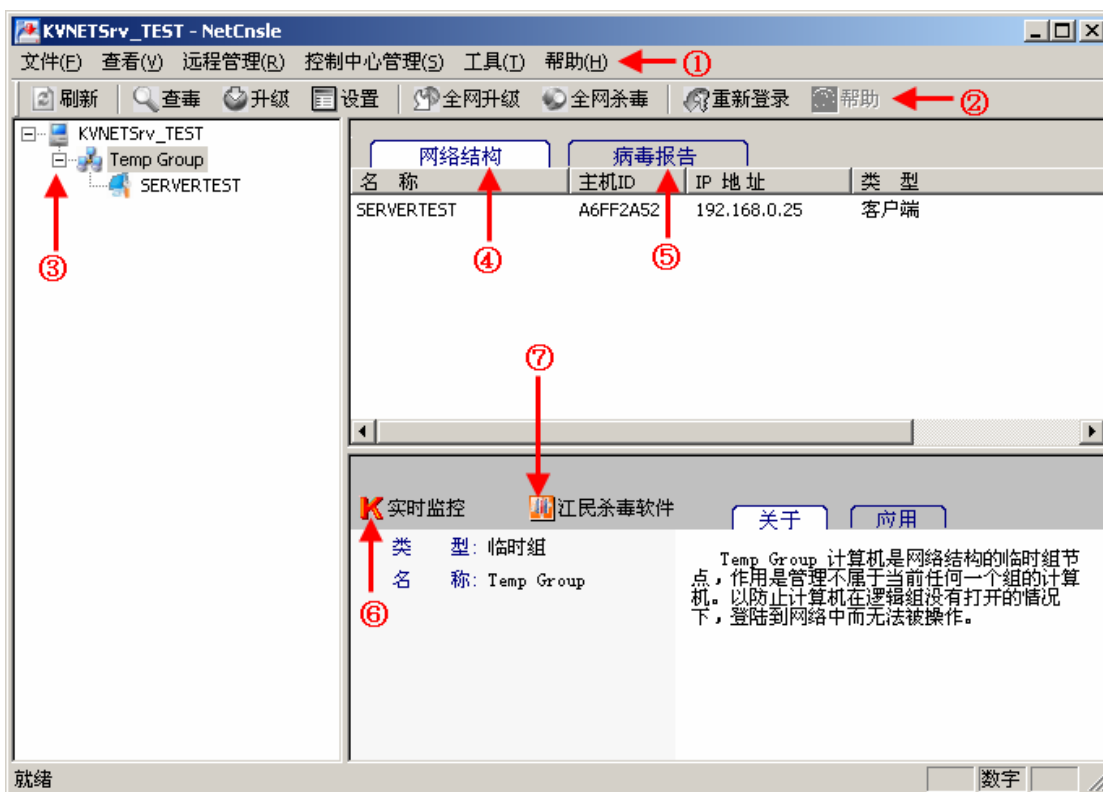 KVNETSrv_TEST - NetCnsle
文件(F) 查看(V) 远程管理(R) 控制中心管理(S) 工具(T) 帮助(H) ①
刷新 查毒 升级 设置 全网升级 全网杀毒 重新登录 帮助 ②
KVNETSrv_TEST
Temp Group
SERVERTEST
③
网络结构 病毒报告
名 称 主机ID IP 地址 类 型
SERVERTEST A6FF2A52 192.168.0.25 客户端
④ ⑤
⑦
实时监控 江民杀毒软件 关于 应用
类 型: 临时组
名 称: Temp Group
⑥
Temp Group 计算机是网络结构的临时组节
点，作用是管理不属于当前任何一个组的计算
机。以防止计算机在逻辑组没有打开的情况
下，登陆到网络中而无法被操作。
就绪 数字